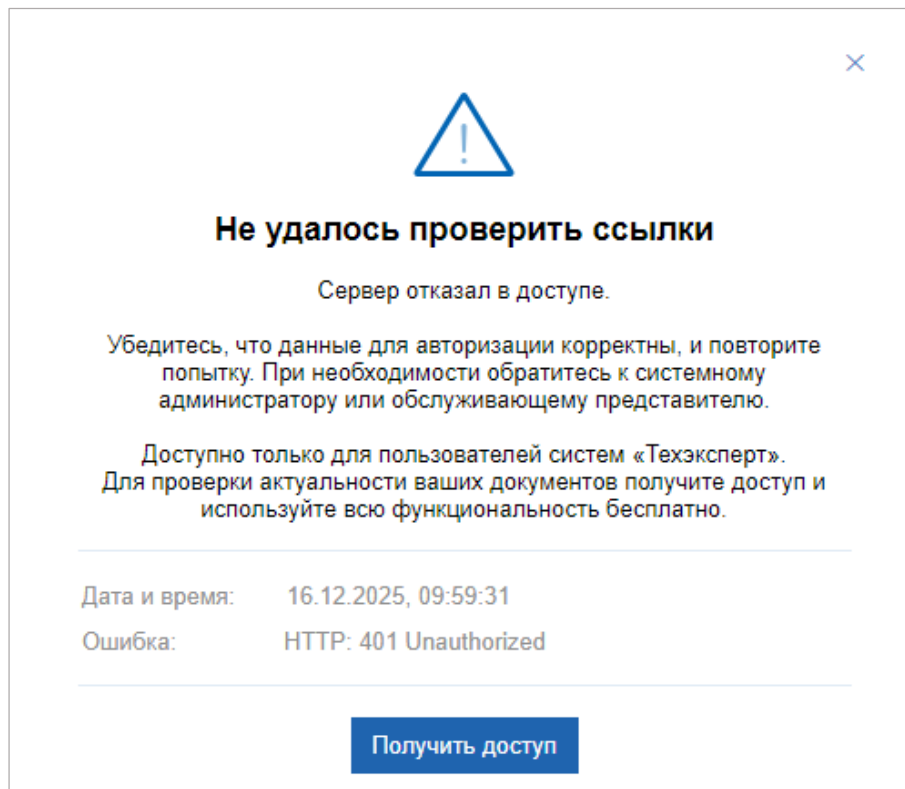 Не удалось проверить ссылки
Сервер отказал в доступе.
Убедитесь, что данные для авторизации корректны, и повторите
попытку. При необходимости обратитесь к системному
администратору или обслуживающему представителю.
Доступно только для пользователей систем «Техэксперт».
Для проверки актуальности ваших документов получите доступ и
используйте всю функциональность бесплатно.
Дата и время: 16.12.2025, 09:59:31
Ошибка: HTTP: 401 Unauthorized
Получить доступ